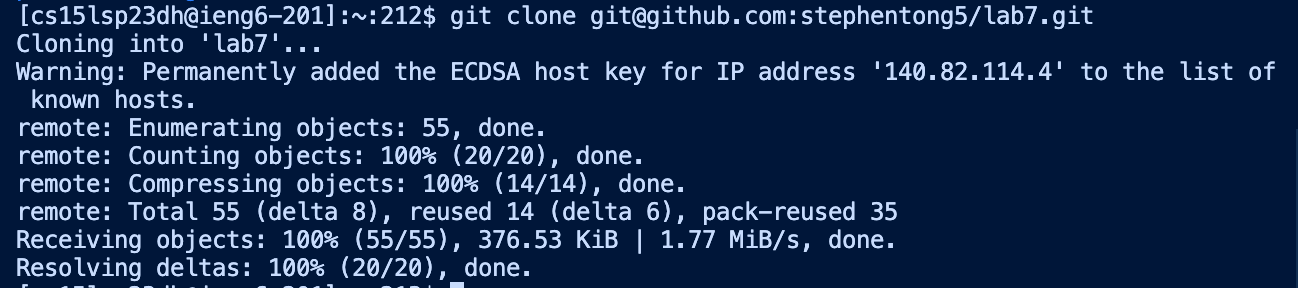 [cs15lsp23dh@ieng6-201]:~:212$ git clone git@github.com:stephentong5/lab7.git
Cloning into 'lab7'...
Warning: Permanently added the ECDSA host key for IP address '140.82.114.4' to the list of
known hosts.
remote: Enumerating objects: 55, done.
remote: Counting objects: 100% (20/20), done.
remote: Compressing objects: 100% (14/14), done.
remote: Total 55 (delta 8), reused 14 (delta 6), pack-reused 35
Receiving objects: 100% (55/55), 376.53 KiB | 1.77 MiB/s, done.
Resolving deltas: 100% (20/20), done.